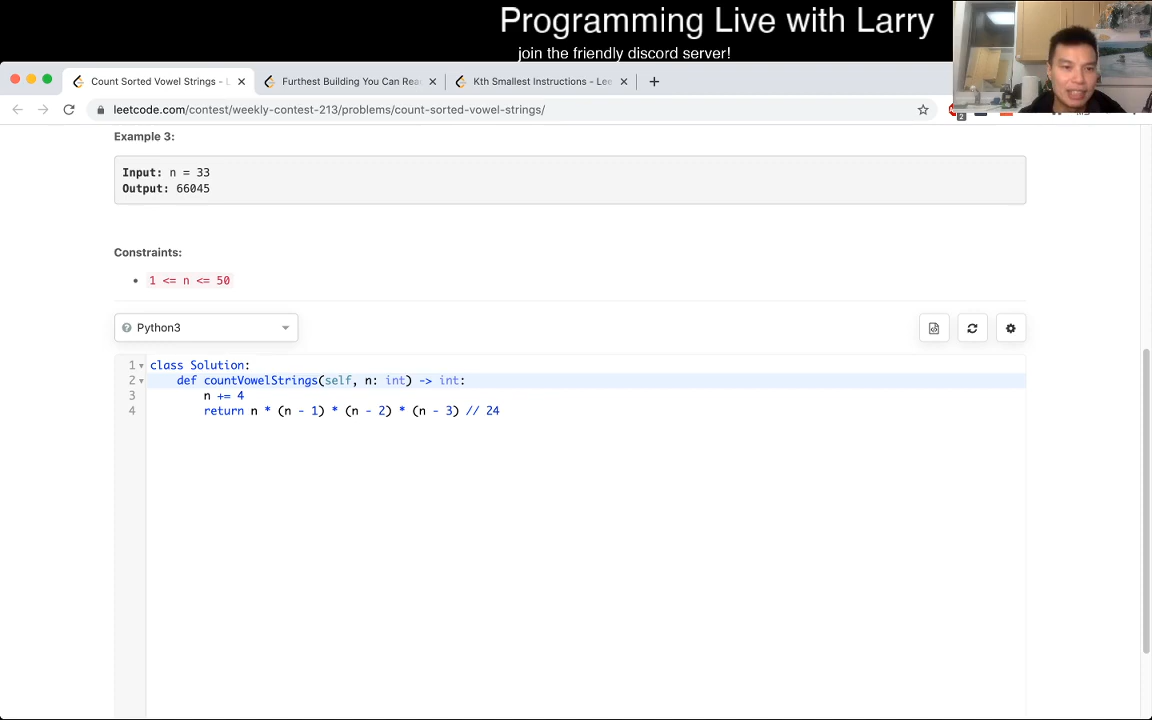 Programming Live with Larry
join the friendly discord server!
Count Sorted Vowel Strings - L
Furthest Building You Can Rea
Kth Smallest Instructions - Lee
leetcode.com/contest/weekly-contest-213/problems/count-sorted-vowel-strings/
2
Example 3:
Input: n = 33
Output: 66045
Constraints:
1 <= n <= 50
Python3
1 class Solution:
2 def countVowelStrings(self, n: int) -> int:
3 n += 4
4 return n * (n - 1) * (n - 2) * (n - 3) // 24